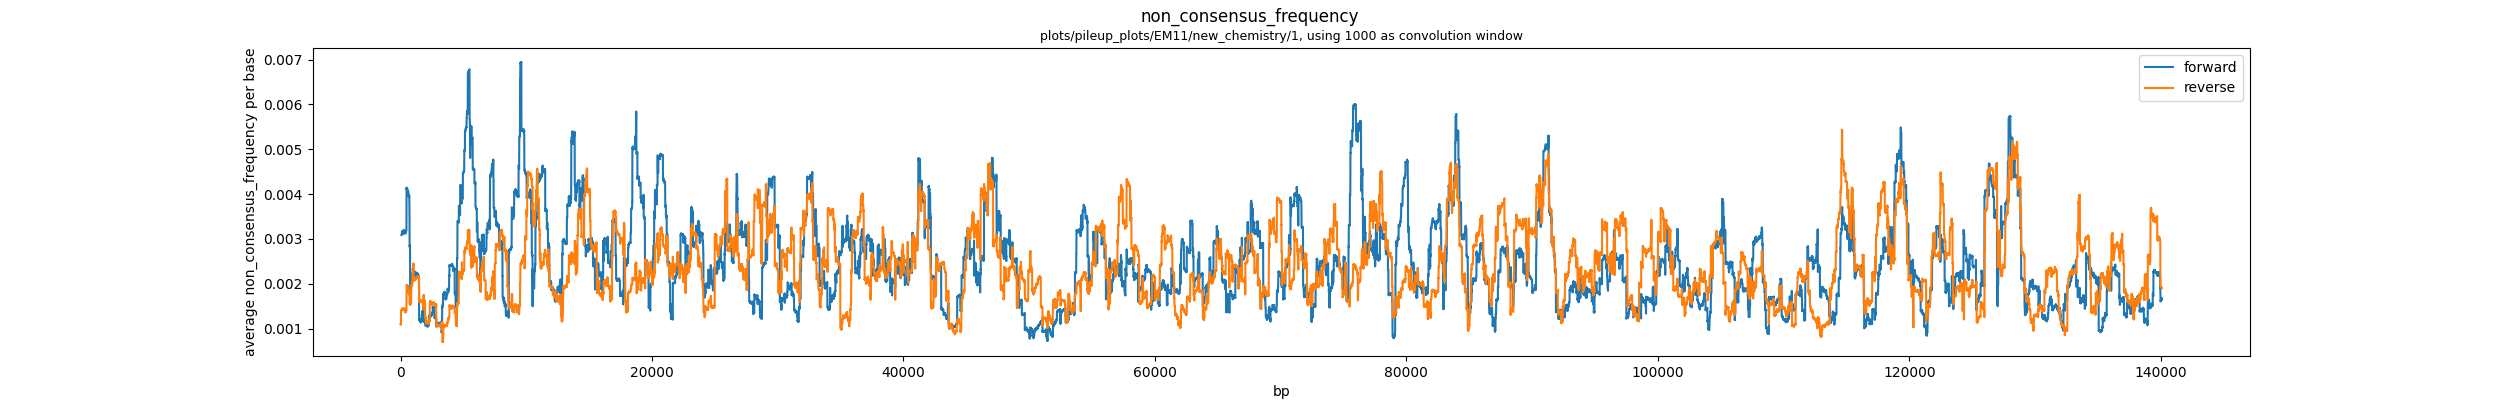 non_consensus_frequency
plots/pileup_plots/EM11/new_chemistry/1, using 1000 as convolution window
average non_consensus_frequency per base
0.007
0.006
0.005
0.004
0.003
0.002
0.001
forward
reverse
0
20000
40000
60000
80000
100000
120000
140000
bp